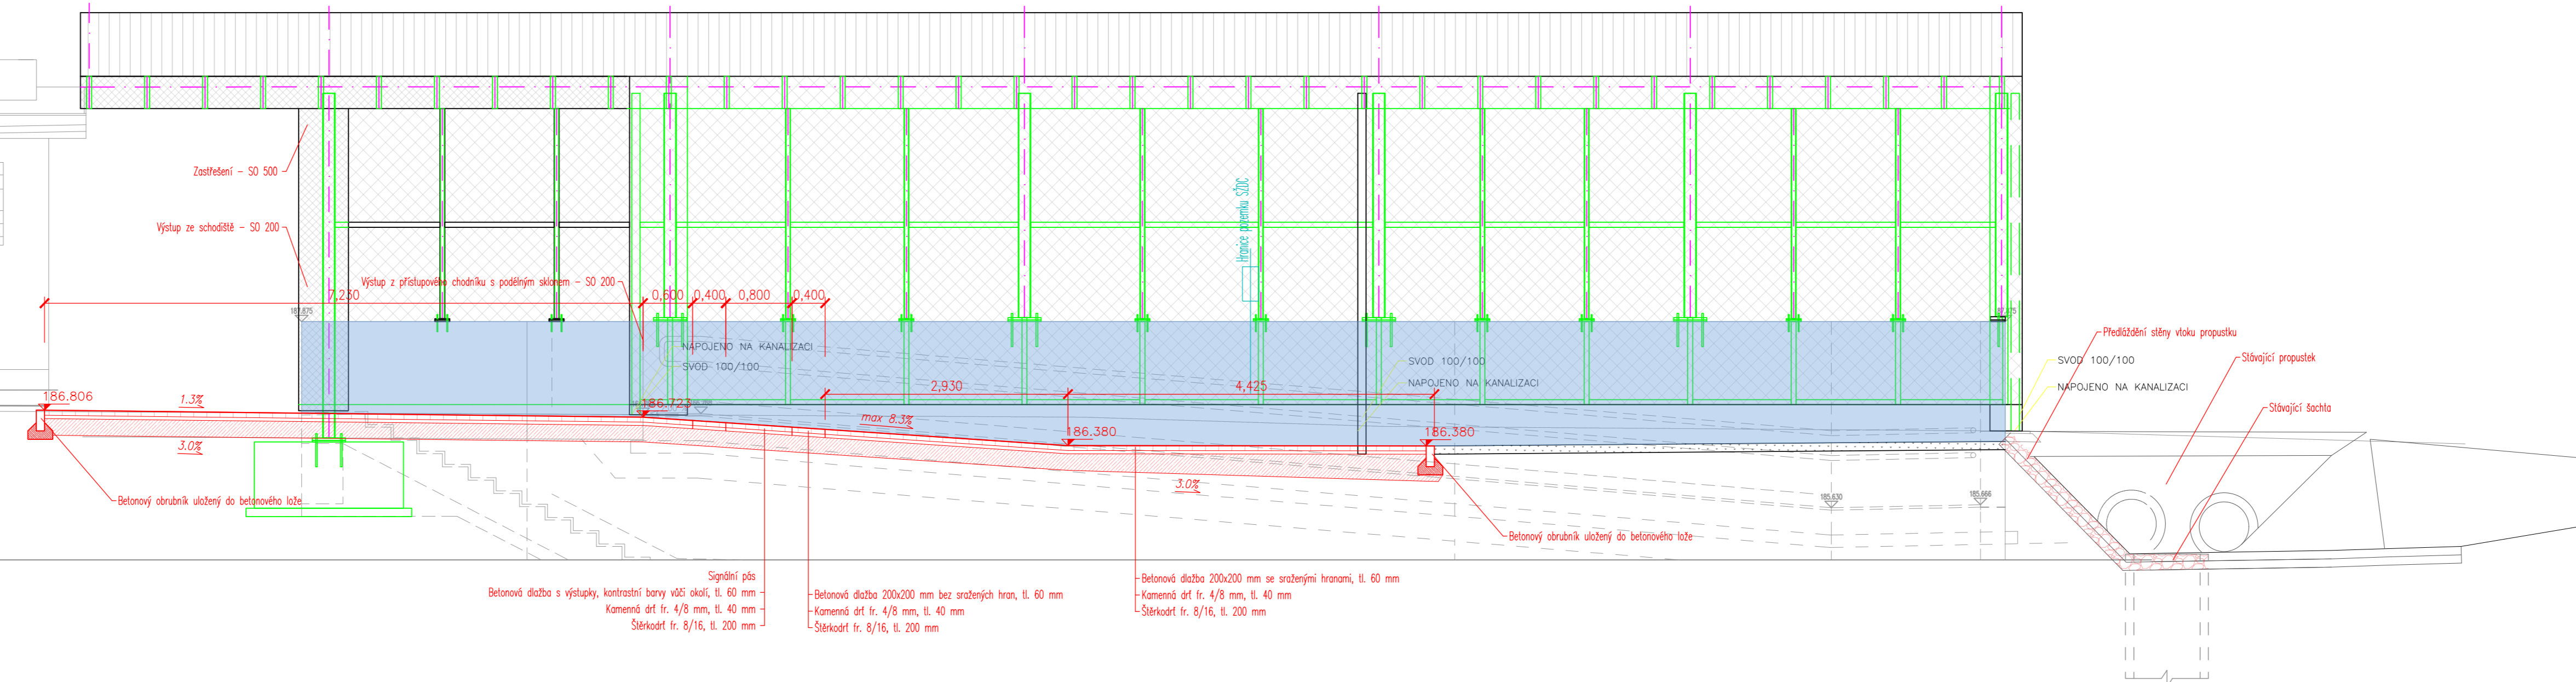 Zastřešení - SO 500
Výstup ze schodiště - SO 200
Výstup z přístupového chodníku s podélným sklonem - SO 200
Hranice pozemku SŽDC
7,230
0,600
0,400
0,800
0,400
187.875
NAPOJENO NA KANALIZACI
SVOD 100/100
SVOD 100/100
NAPOJENO NA KANALIZACI
Předláždění stěny vtoku propustku
Stávající propustek
SVOD 100/100
NAPOJENO NA KANALIZACI
Stávající šachta
2,930
4,425
186.806
1.3%
186.723
max 8.3%
186.380
186.380
3.0%
3.0%
185.630
185.666
Betonový obrubník uložený do betonového lože
Betonový obrubník uložený do betonového lože
Signální pás
Betonová dlažba s výstupky, kontrastní barvy vůči okolí, tl. 60 mm
Kamenná drť fr. 4/8 mm, tl. 40 mm
Štěrkodrť fr. 8/16, tl. 200 mm
Betonová dlažba 200x200 mm bez sražených hran, tl. 60 mm
Kamenná drť fr. 4/8 mm, tl. 40 mm
Štěrkodrť fr. 8/16, tl. 200 mm
Betonová dlažba 200x200 mm se sraženými hranami, tl. 60 mm
Kamenná drť fr. 4/8 mm, tl. 40 mm
Štěrkodrť fr. 8/16, tl. 200 mm